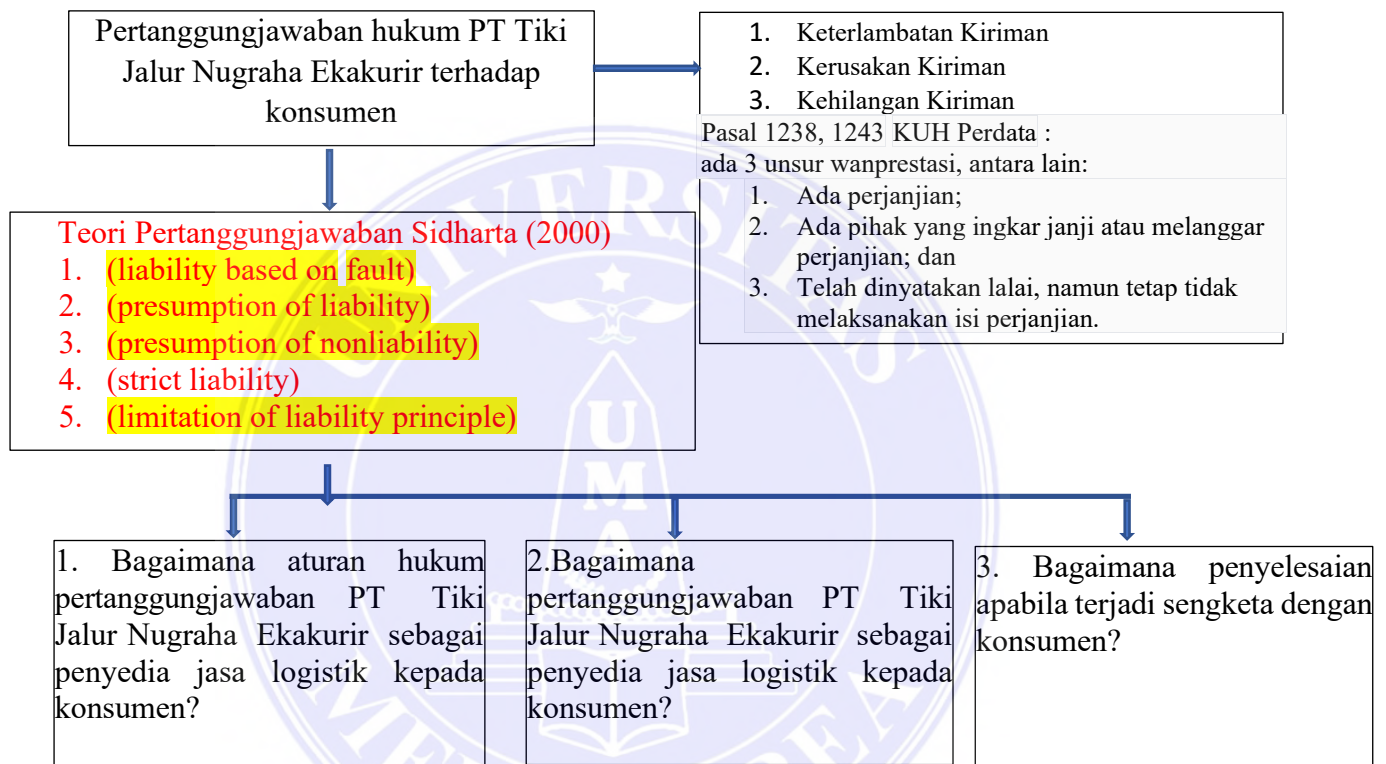 Pertanggungjawaban hukum PT Tiki
Jalur Nugraha Ekakurir terhadap
konsumen
1. Keterlambatan Kiriman
2. Kerusakan Kiriman
3. Kehilangan Kiriman
Pasal 1238, 1243 KUH Perdata :
ada 3 unsur wanprestasi, antara lain:
1. Ada perjanjian;
2. Ada pihak yang ingkar janji atau melanggar
perjanjian; dan
3. Telah dinyatakan lalai, namun tetap tidak
melaksanakan isi perjanjian.
Teori Pertanggungjawaban Sidharta (2000)
1. (liability based on fault)
2. (presumption of liability)
3. (presumption of nonliability)
4. (strict liability)
5. (limitation of liability principle)
1. Bagaimana aturan hukum
pertanggungjawaban PT Tiki
Jalur Nugraha Ekakurir sebagai
penyedia jasa logistik kepada
konsumen?
2.Bagaimana
pertanggungjawaban PT Tiki
Jalur Nugraha Ekakurir sebagai
penyedia jasa logistik kepada
konsumen?
3. Bagaimana penyelesaian
apabila terjadi sengketa dengan
konsumen?
UNIVERSITAS
UMA